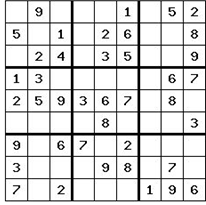 9 1 5 2
5 1 2 6 8
2 4 3 5 9
1 3 6 7
2 5 9 3 6 7 8
8 3
9 6 7 2
3 9 8 7
7 2 1 9 6